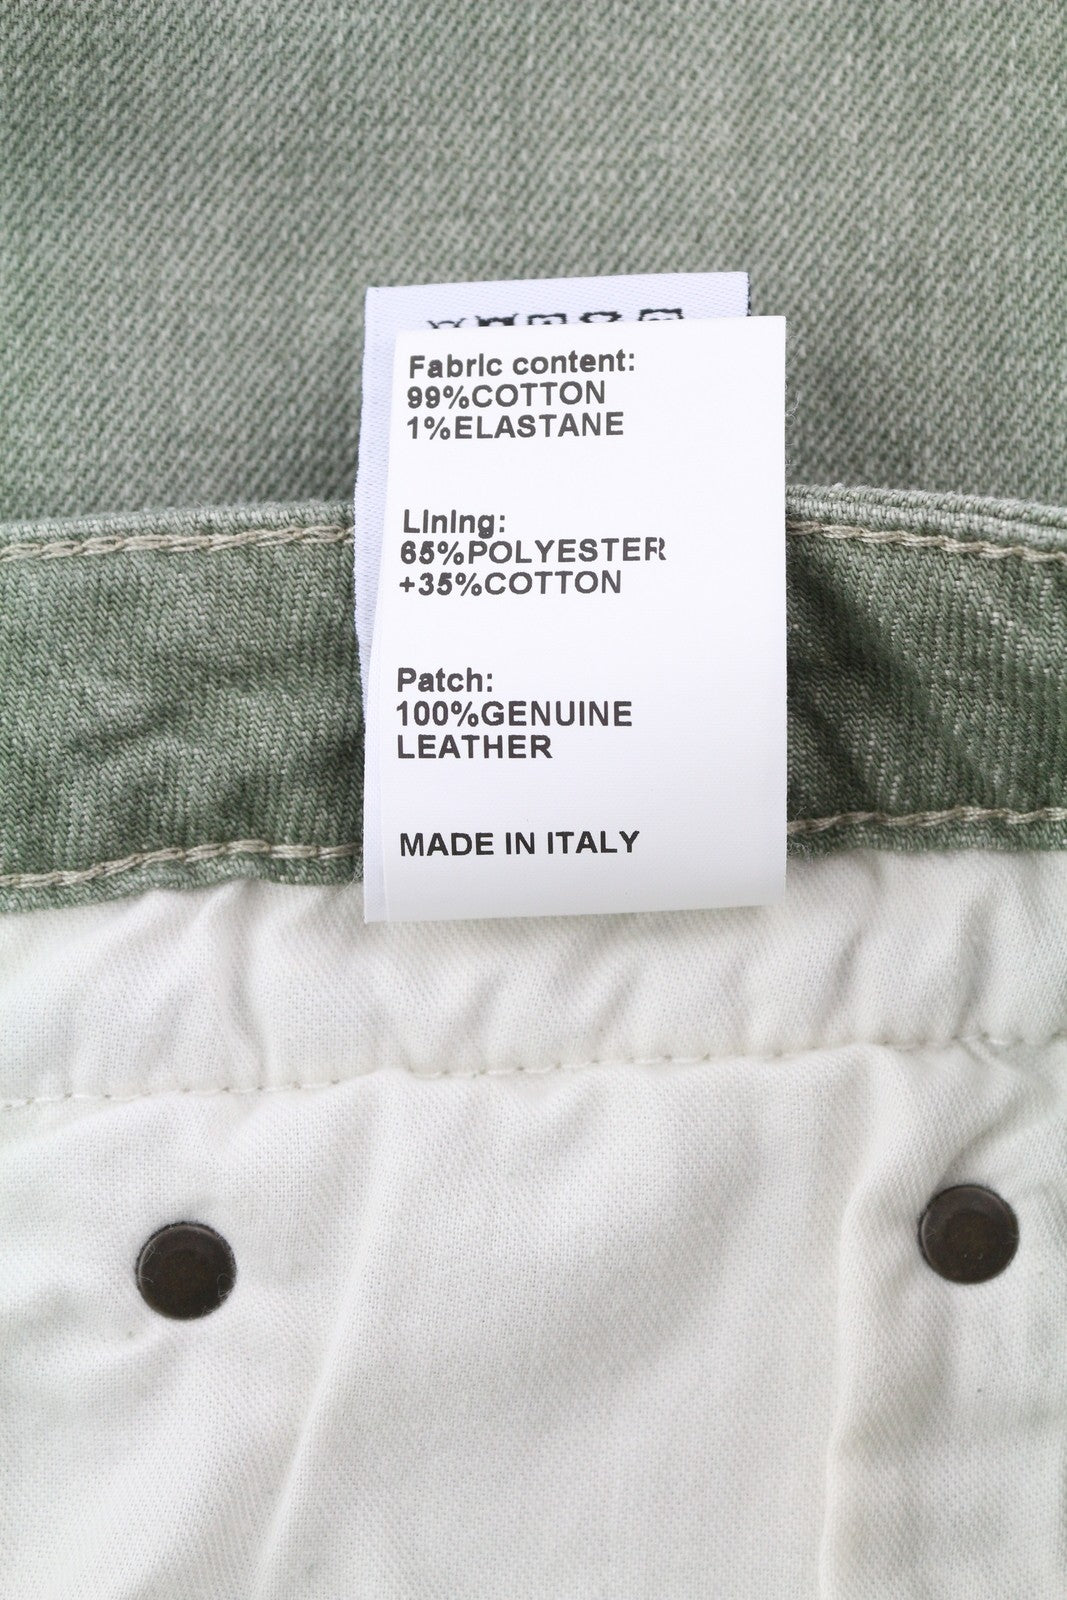 Fabric content:
99%COTTON
1%ELASTANE
Lining:
65%POLYESTER
+35%COTTON
Patch:
100%GENUINE
LEATHER
MADE IN ITALY